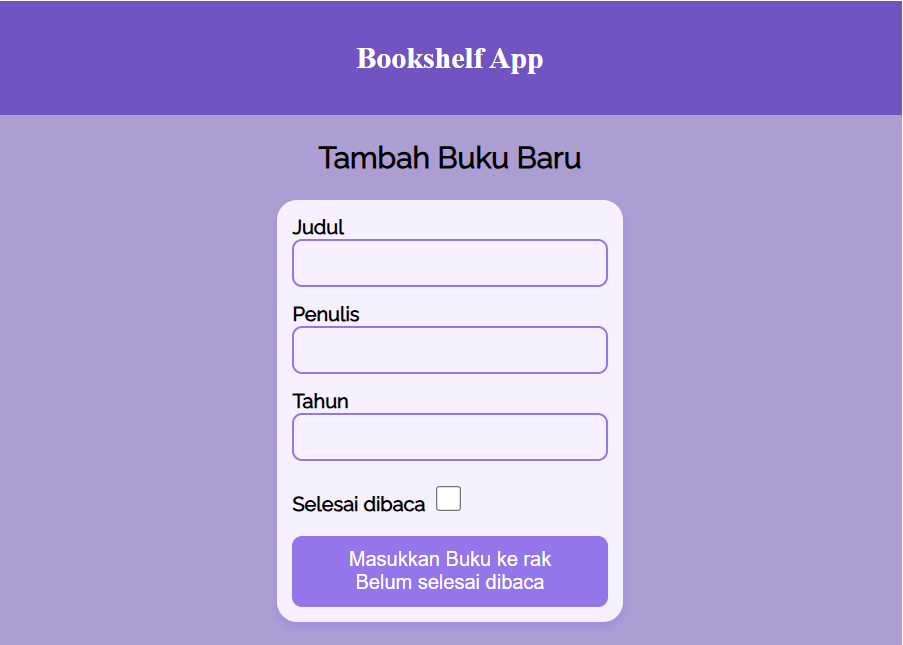 Bookshelf App
Tambah Buku Baru
Judul
Penulis
Tahun
Selesai dibaca
Masukkan Buku ke rak
Belum selesai dibaca